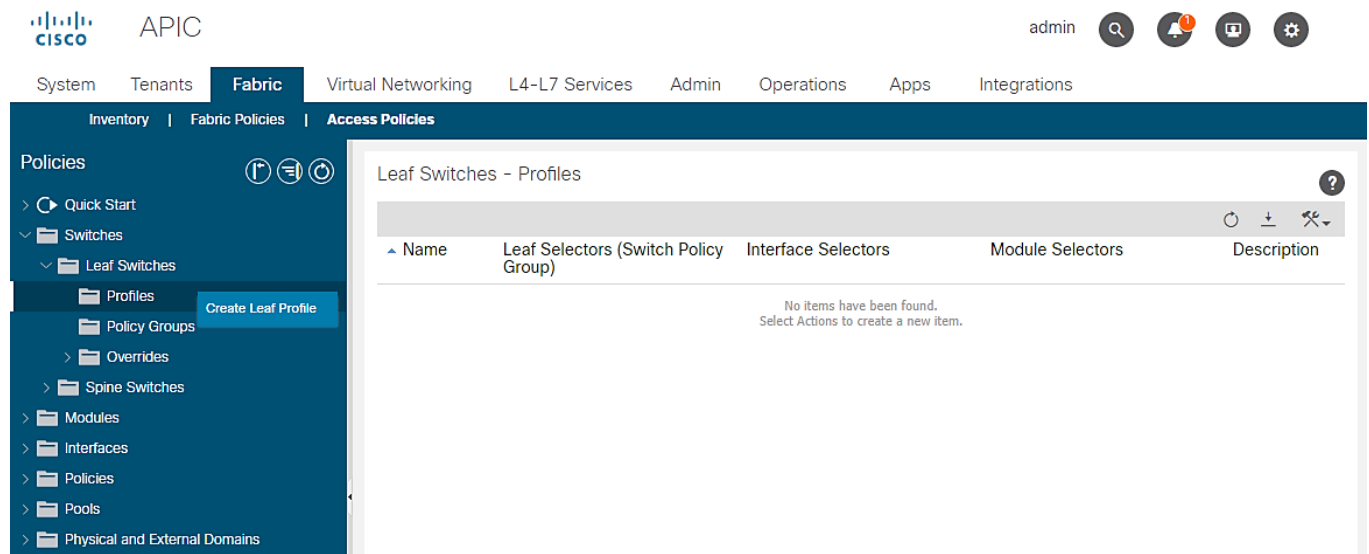 CISCO
APIC
admin
1
System Tenants Fabric Virtual Networking L4-L7 Services Admin Operations Apps Integrations
Inventory | Fabric Policies | Access Policies
Policies
Quick Start
Switches
Leaf Switches
Profiles
Create Leaf Profile
Policy Groups
Overrides
Spine Switches
Modules
Interfaces
Policies
Pools
Physical and External Domains
Leaf Switches - Profiles
?
Name Leaf Selectors (Switch Policy Interface Selectors Module Selectors Description
Group)
No items have been found.
Select Actions to create a new item.